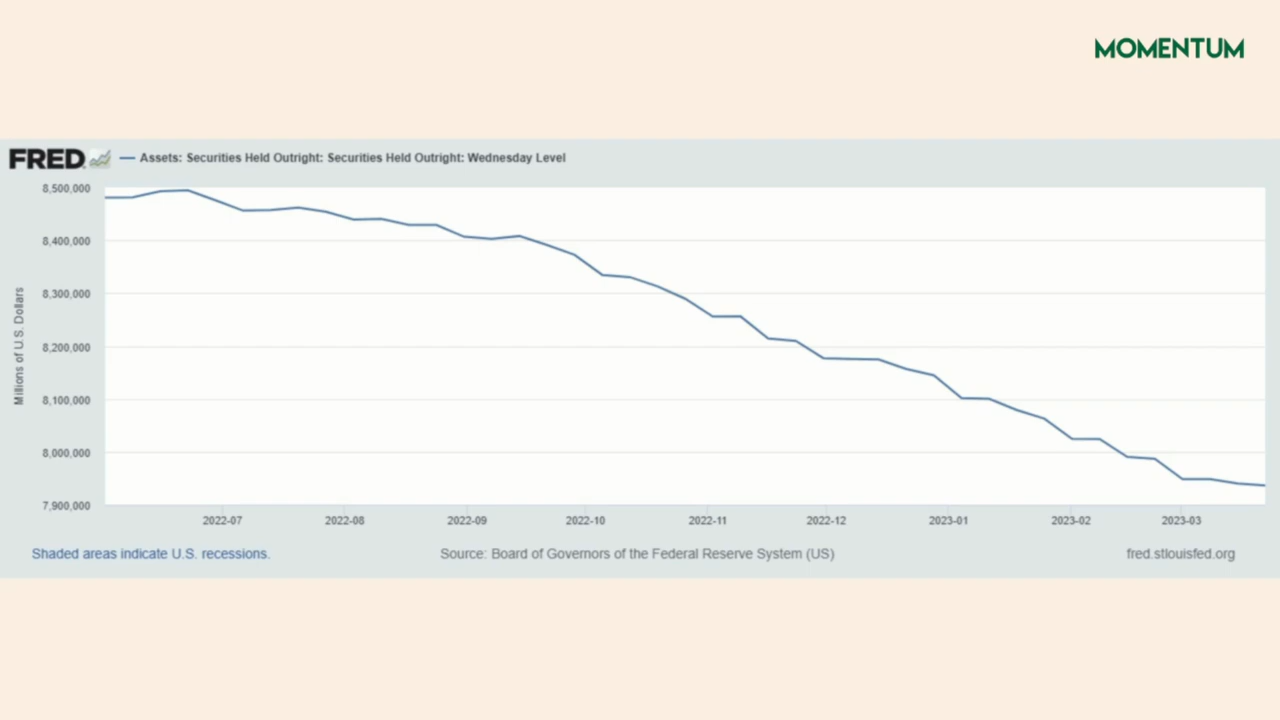 MOMENTUM
FRED
Assets: Securities Held Outright: Securities Held Outright: Wednesday Level
Millions of U.S. Dollars
8,500,000
8,400,000
8,300,000
8,200,000
8,100,000
8,000,000
7,900,000
2022-07 2022-08 2022-09 2022-10 2022-11 2022-12 2023-01 2023-02 2023-03
Shaded areas indicate U.S. recessions. Source: Board of Governors of the Federal Reserve System (US) fred.stlouisfed.org